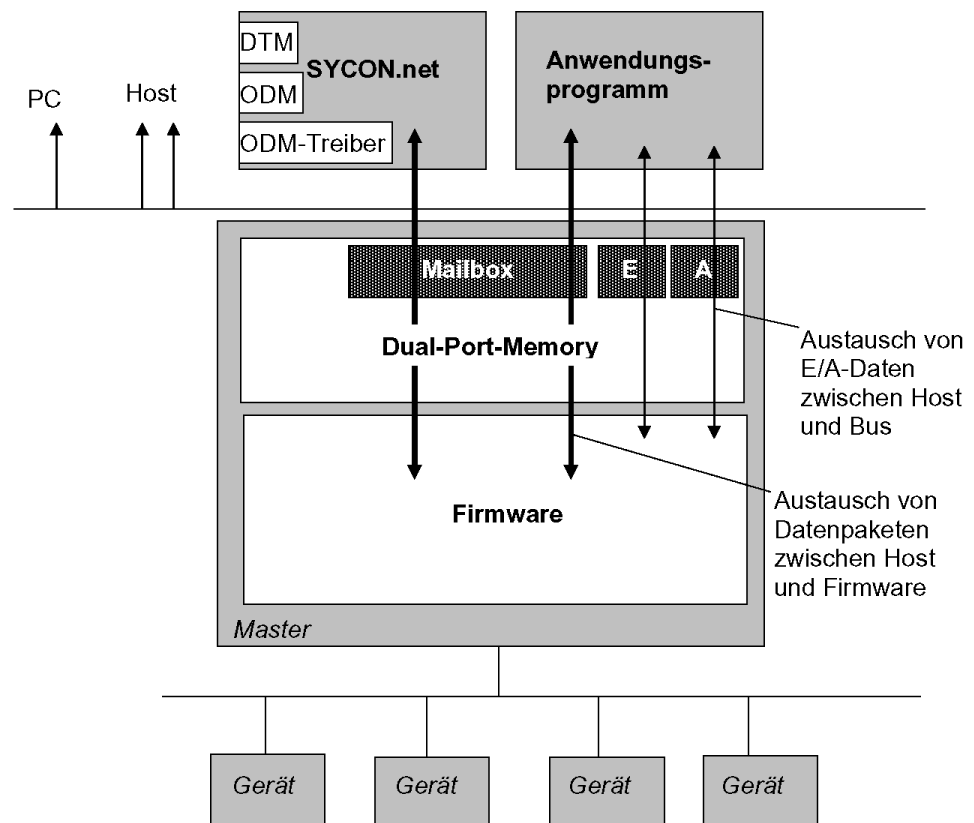 DTM
SYCON.net
ODM
ODM-Treiber
Anwendungs-
programm
PC
Host
Mailbox
E
A
Dual-Port-Memory
Austausch von
E/A-Daten
zwischen Host
und Bus
Firmware
Austausch von
Datenpaketen
zwischen Host
und Firmware
Master
Gerät
Gerät
Gerät
Gerät